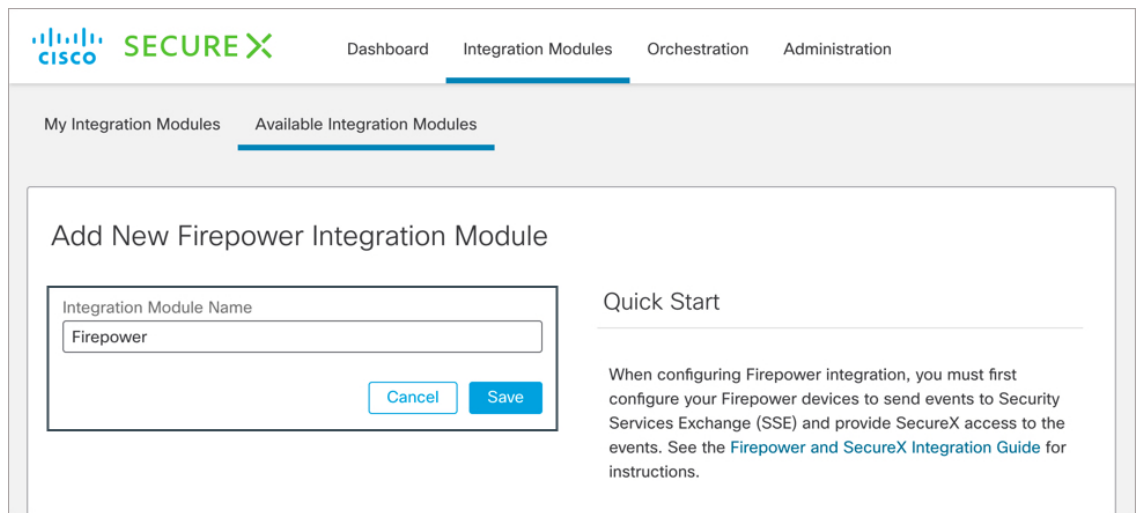 CISCO SECUREX Dashboard Integration Modules Orchestration Administration
My Integration Modules Available Integration Modules
Add New Firepower Integration Module
Integration Module Name
Firepower
Cancel Save
Quick Start
When configuring Firepower integration, you must first
configure your Firepower devices to send events to Security
Services Exchange (SSE) and provide SecureX access to the
events. See the Firepower and SecureX Integration Guide for
instructions.